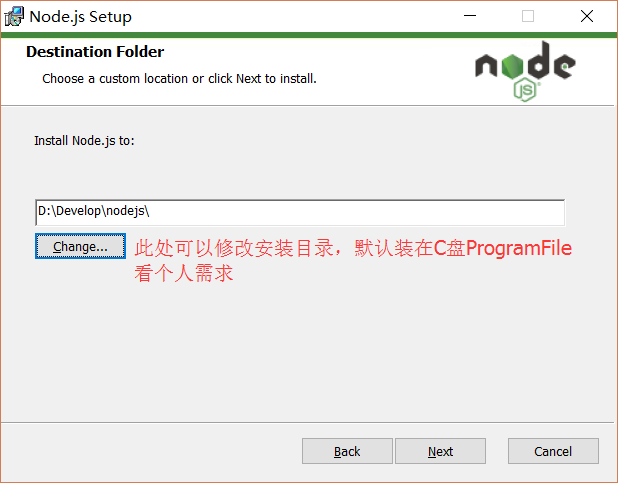 Node.js Setup
Destination Folder
Choose a custom location or click Next to install.
node
JS
Install Node.js to:
D:\Develop\nodejs\
Change...
此处可以修改安装目录，默认装在C盘ProgramFile
看个人需求
Back
Next
Cancel